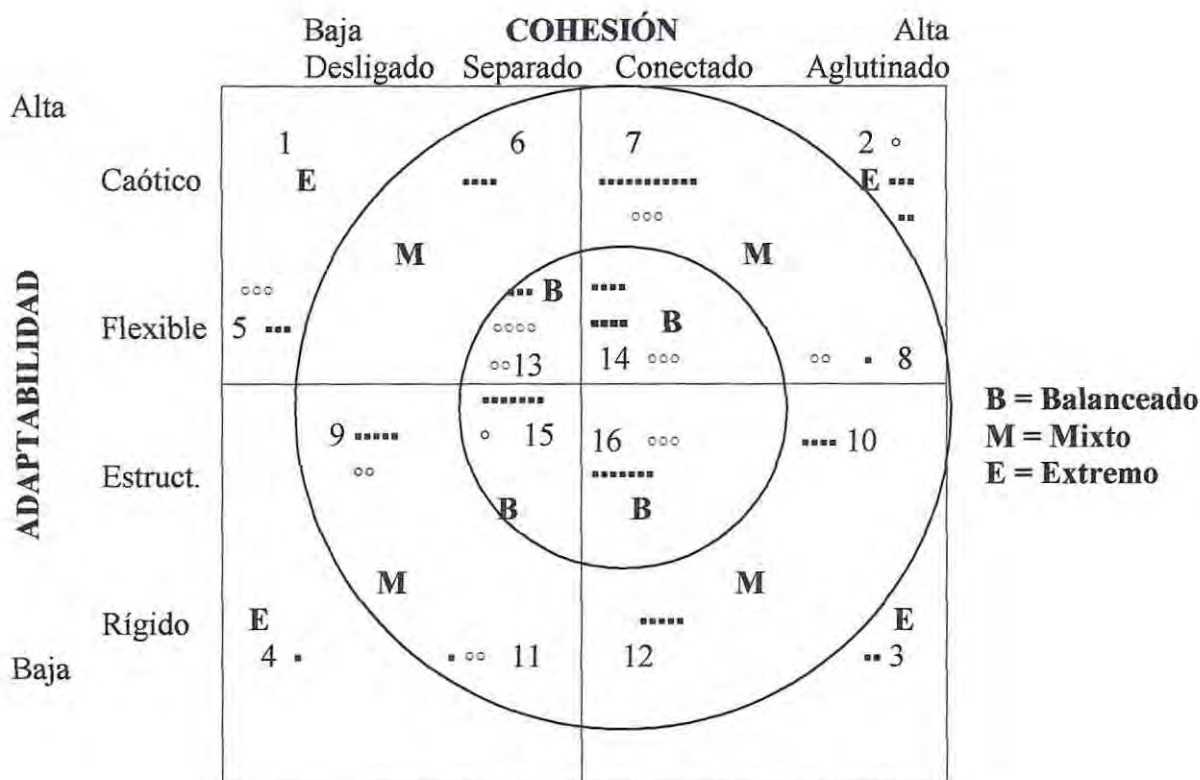 Baja COHESIÓN Alta
Desligado Separado Conectado Aglutinado
Alta
1 6 7 2
Caótico E E
M M
B
5 Flexible B
13 14 8
9 15 16 10
Estruct.
B B
M M
Rígido E E
4 11 12 3
Baja
ADAPTABILIDAD
B = Balanceado
M = Mixto
E = Extremo